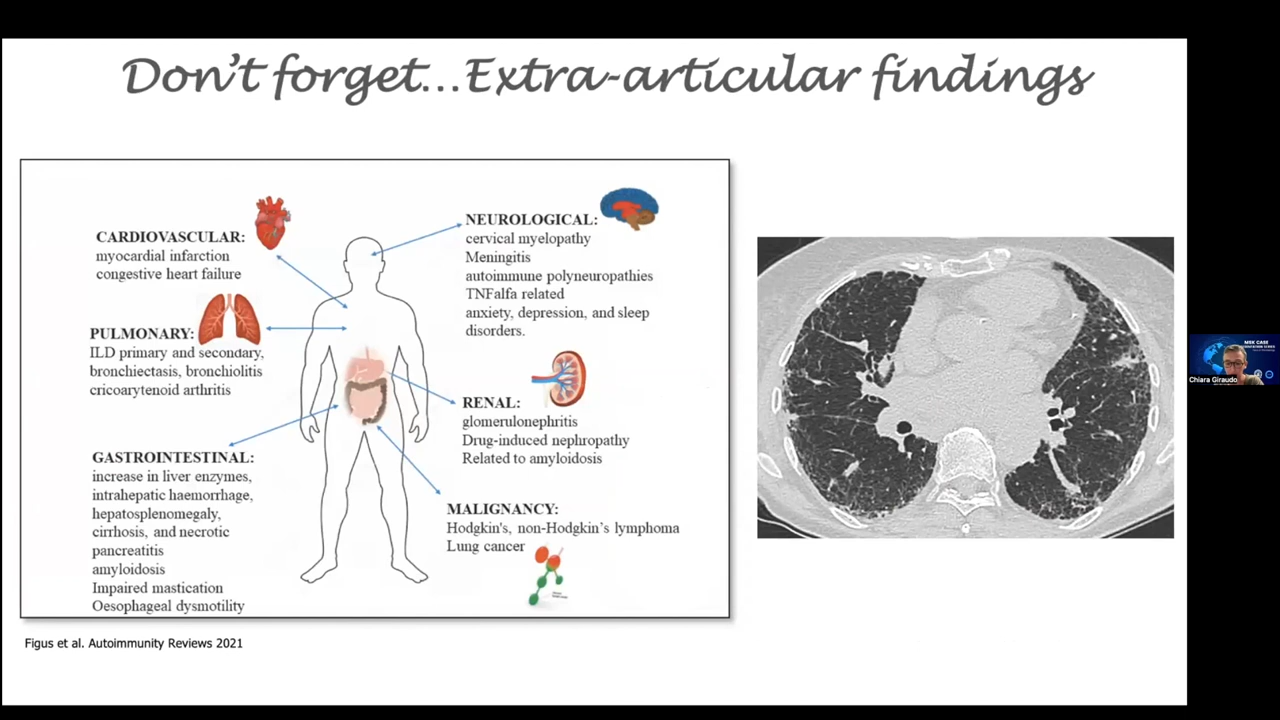 Don't forget...Extra-articular findings
CARDIOVASCULAR:
myocardial infarction
congestive heart failure
PULMONARY:
ILD primary and secondary,
bronchiectasis, bronchiolitis
cricoarytenoid arthritis
GASTROINTESTINAL:
increase in liver enzymes,
intrahepatic haemorrhage,
hepatosplenomegaly,
cirrhosis, and necrotic
pancreatitis
amyloidosis
Impaired mastication
Oesophageal dysmotility
NEUROLOGICAL:
cervical myelopathy
Meningitis
autoimmune polyneuropathies
TNFalfa related
anxiety, depression, and sleep
disorders.
RENAL:
glomerulonephritis
Drug-induced nephropathy
Related to amyloidosis
MALIGNANCY:
Hodgkin's, non-Hodgkin's lymphoma
Lung cancer
Figus et al. Autoimmunity Reviews 2021
MSK CASE
Chiara Giraudo